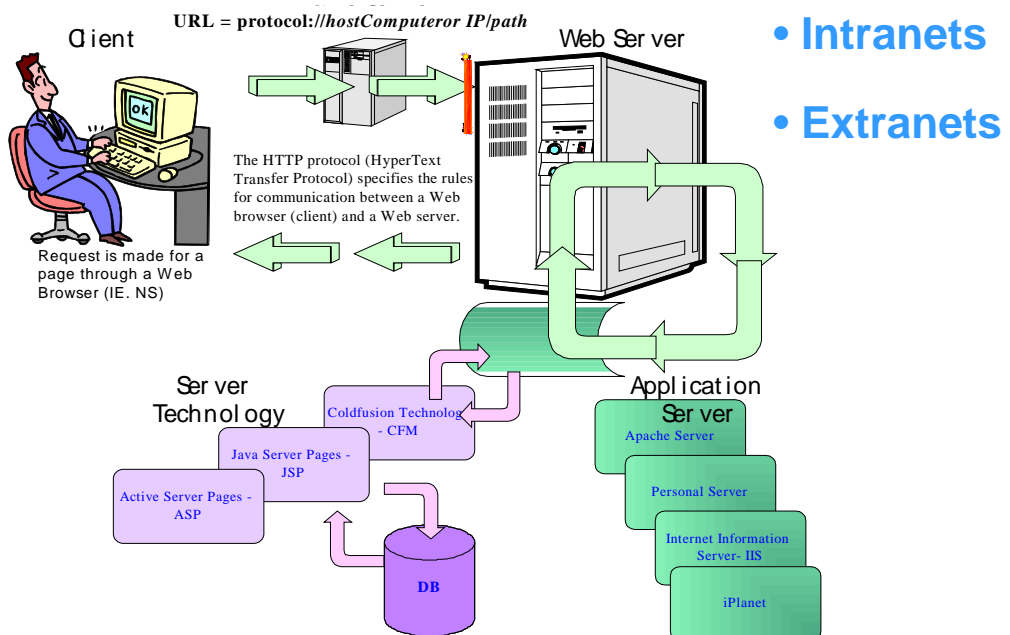 URL = protocol://hostComputeror IP/path
Client
Web Server
• Intranets
• Extranets
OK
The HTTP protocol (HyperText
Transfer Protocol) specifies the rules
for communication between a Web
browser (client) and a Web server.
Request is made for a
page through a Web
Browser (IE. NS)
Server
Technology
Coldfusion Technolog
- CFM
Java Server Pages -
JSP
Active Server Pages -
ASP
DB
Application
Server
Apache Server
Personal Server
Internet Information
Server- IIS
iPlanet